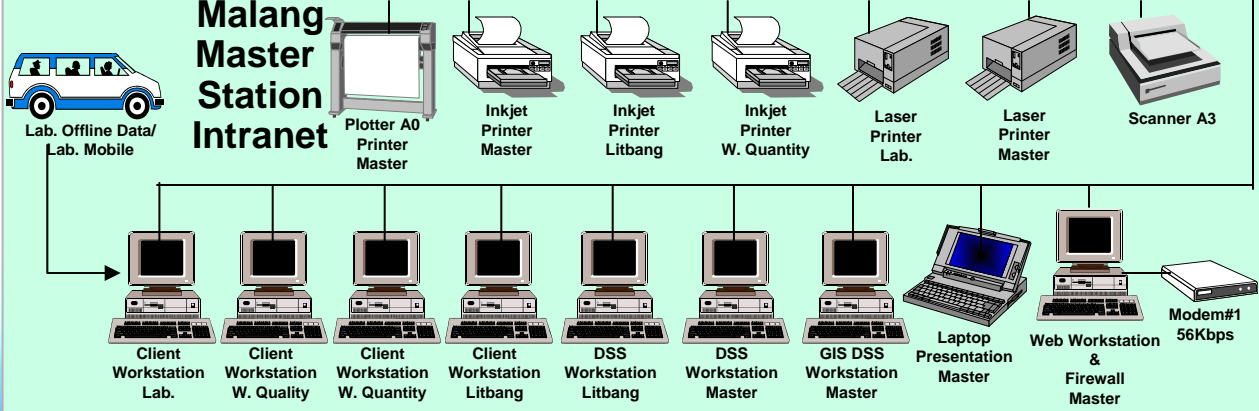 Malang
Master
Station
Intranet
Lab. Offline Data/
Lab. Mobile
Plotter A0
Printer
Master
Inkjet
Printer
Master
Inkjet
Printer
Litbang
Inkjet
Printer
W. Quantity
Laser
Printer
Lab.
Laser
Printer
Master
Scanner A3
Client
Workstation
Lab.
Client
Workstation
W. Quality
Client
Workstation
W. Quantity
Client
Workstation
Litbang
DSS
Workstation
Litbang
DSS
Workstation
Master
GIS DSS
Workstation
Master
Laptop
Presentation
Master
Web Workstation
&
Firewall
Master
Modem#1
56Kbps